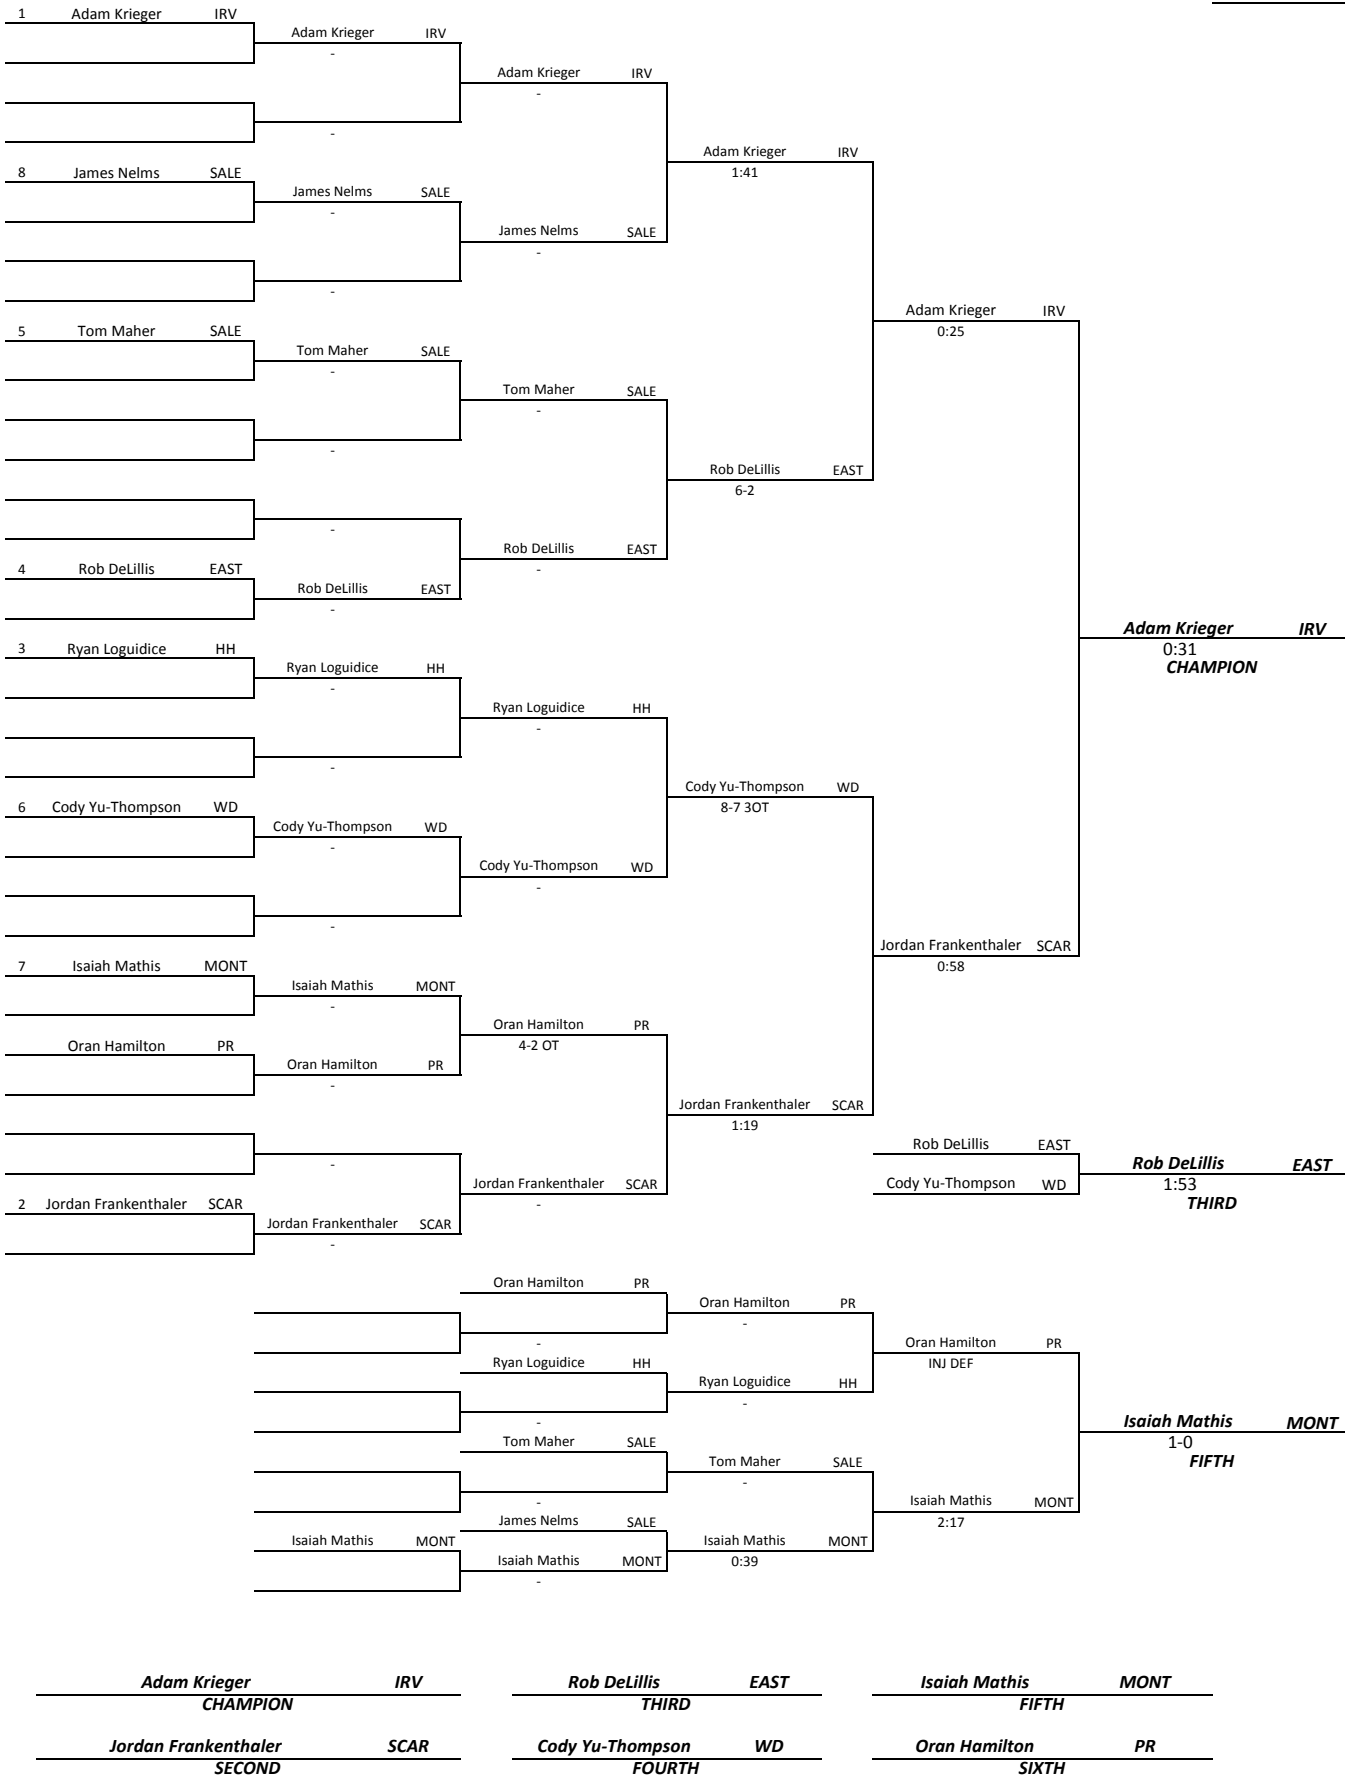 1 Adam Krieger IRV
Adam Krieger IRV
-
Adam Krieger IRV
-
-
Adam Krieger IRV
1:41
8 James Nelms SALE
James Nelms SALE
-
James Nelms SALE
-
-
Adam Krieger IRV
0:25
5 Tom Maher SALE
Tom Maher SALE
-
Tom Maher SALE
-
-
Rob DeLillis EAST
6-2
-
Rob DeLillis EAST
-
4 Rob DeLillis EAST
Rob DeLillis EAST
-
Adam Krieger IRV
0:31
CHAMPION
3 Ryan Loguidice HH
Ryan Loguidice HH
-
Ryan Loguidice HH
-
-
Cody Yu-Thompson WD
8-7 3OT
6 Cody Yu-Thompson WD
Cody Yu-Thompson WD
-
Cody Yu-Thompson WD
-
-
Jordan Frankenthaler SCAR
0:58
7 Isaiah Mathis MONT
Isaiah Mathis MONT
-
Oran Hamilton PR
4-2 OT
Oran Hamilton PR
Oran Hamilton PR
-
Jordan Frankenthaler SCAR
1:19
-
Rob DeLillis EAST
Rob DeLillis EAST
1:53
THIRD
Cody Yu-Thompson WD
Jordan Frankenthaler SCAR
-
2 Jordan Frankenthaler SCAR
Jordan Frankenthaler SCAR
-
Oran Hamilton PR
Oran Hamilton PR
-
-
Oran Hamilton PR
INJ DEF
Ryan Loguidice HH
Ryan Loguidice HH
-
-
Isaiah Mathis MONT
1-0
FIFTH
Tom Maher SALE
Tom Maher SALE
-
-
Isaiah Mathis MONT
2:17
James Nelms SALE
Isaiah Mathis MONT
Isaiah Mathis MONT
0:39
Isaiah Mathis MONT
-
Adam Krieger IRV Rob DeLillis EAST Isaiah Mathis MONT
CHAMPION THIRD FIFTH
Jordan Frankenthaler SCAR Cody Yu-Thompson WD Oran Hamilton PR
SECOND FOURTH SIXTH